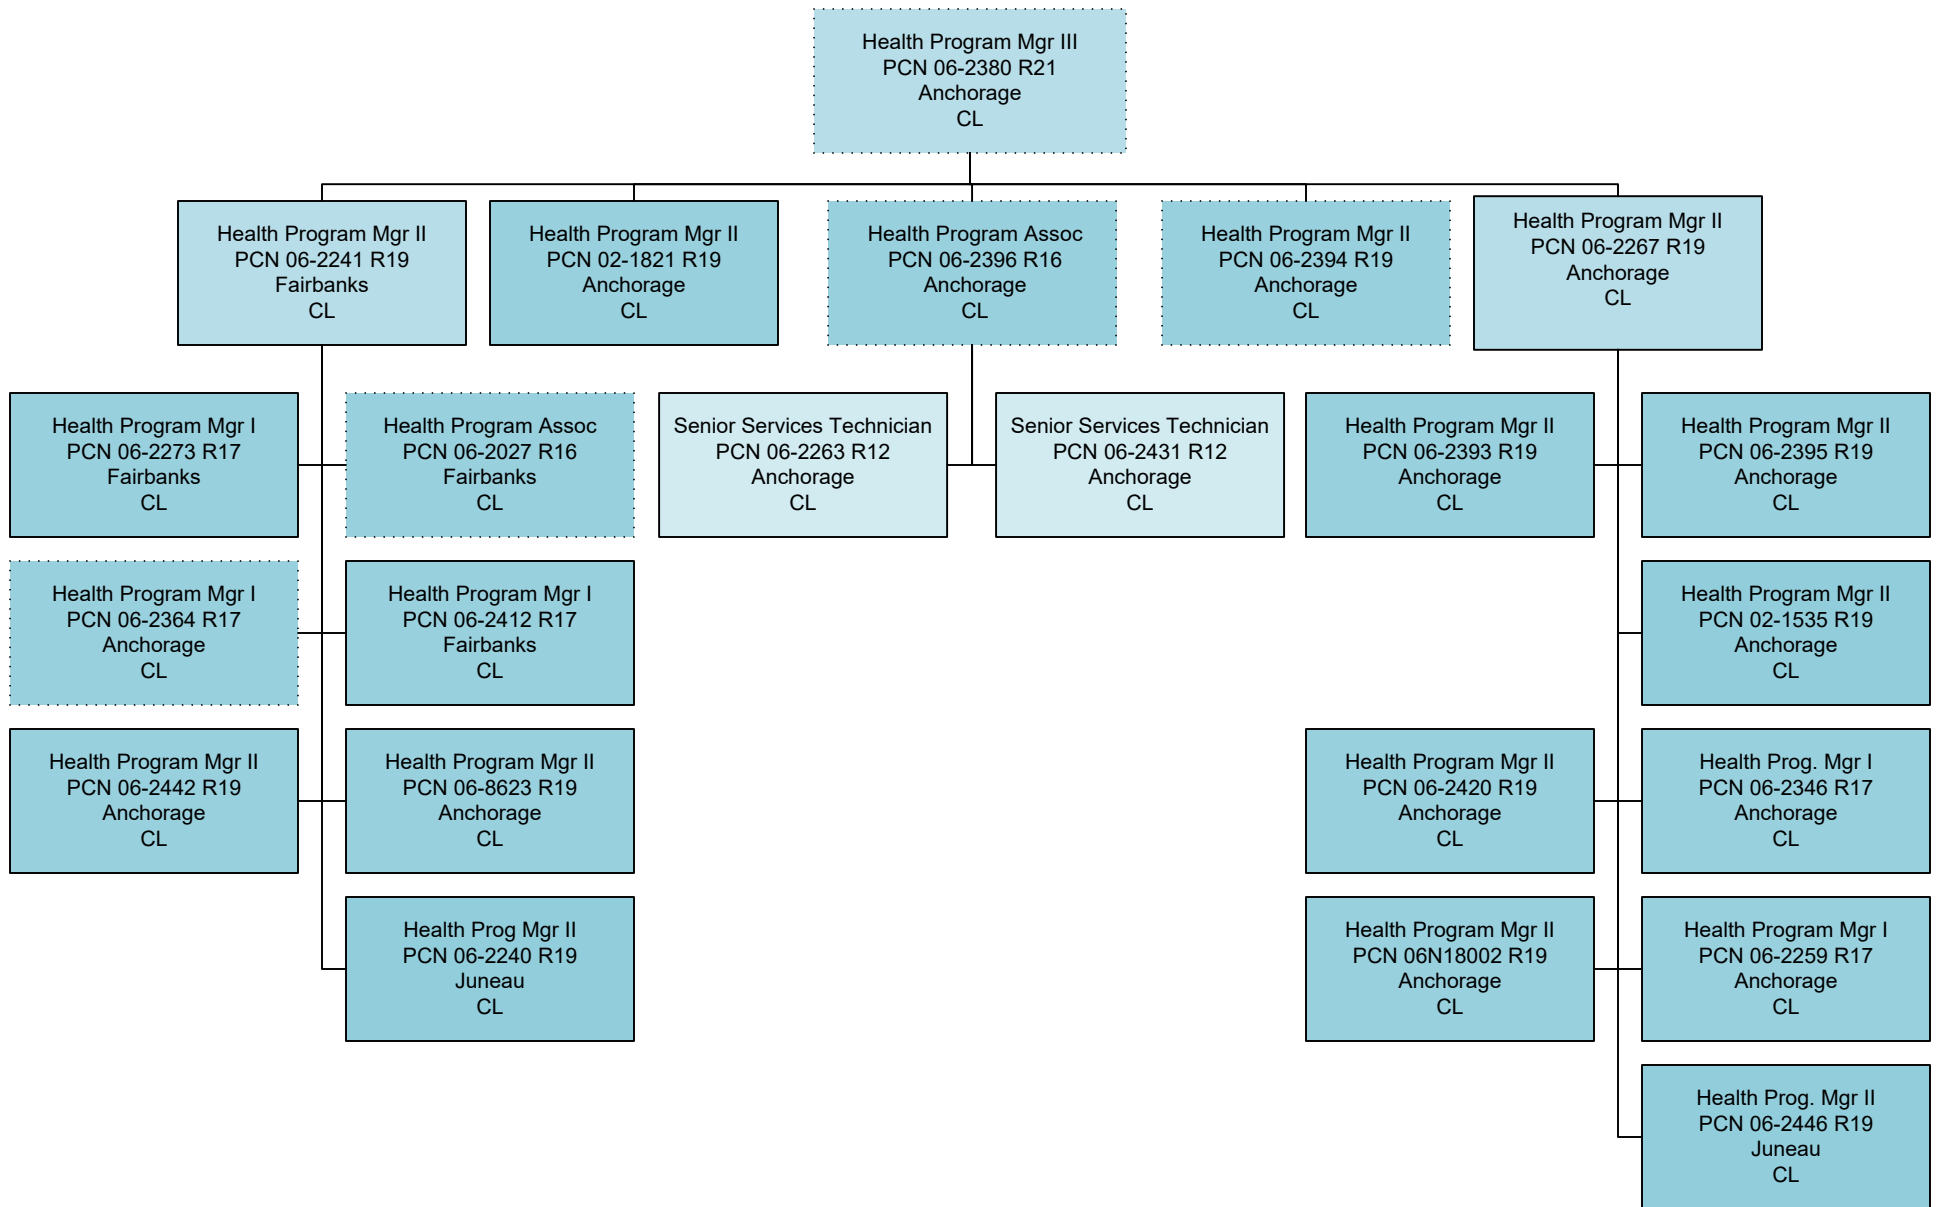 Health Program Mgr III
PCN 06-2380 R21
Anchorage
CL
Health Program Mgr II
PCN 06-2241 R19
Fairbanks
CL
Health Program Mgr II
PCN 02-1821 R19
Anchorage
CL
Health Program Assoc
PCN 06-2396 R16
Anchorage
CL
Health Program Mgr II
PCN 06-2394 R19
Anchorage
CL
Health Program Mgr II
PCN 06-2267 R19
Anchorage
CL
Health Program Mgr I
PCN 06-2273 R17
Fairbanks
CL
Health Program Assoc
PCN 06-2027 R16
Fairbanks
CL
Senior Services Technician
PCN 06-2263 R12
Anchorage
CL
Senior Services Technician
PCN 06-2431 R12
Anchorage
CL
Health Program Mgr II
PCN 06-2393 R19
Anchorage
CL
Health Program Mgr II
PCN 06-2395 R19
Anchorage
CL
Health Program Mgr I
PCN 06-2364 R17
Anchorage
CL
Health Program Mgr I
PCN 06-2412 R17
Fairbanks
CL
Health Program Mgr II
PCN 02-1535 R19
Anchorage
CL
Health Program Mgr II
PCN 06-2442 R19
Anchorage
CL
Health Program Mgr II
PCN 06-8623 R19
Anchorage
CL
Health Program Mgr II
PCN 06-2420 R19
Anchorage
CL
Health Prog. Mgr I
PCN 06-2346 R17
Anchorage
CL
Health Prog Mgr II
PCN 06-2240 R19
Juneau
CL
Health Program Mgr II
PCN 06N18002 R19
Anchorage
CL
Health Program Mgr I
PCN 06-2259 R17
Anchorage
CL
Health Prog. Mgr II
PCN 06-2446 R19
Juneau
CL